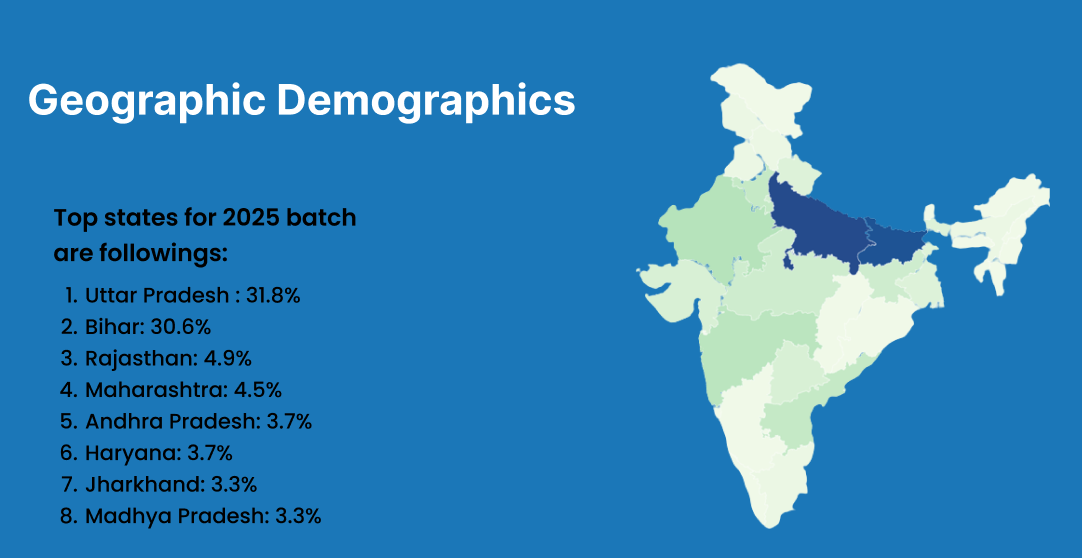 Geographic Demographics
Top states for 2025 batch
are followings:
1. Uttar Pradesh : 31.8%
2. Bihar: 30.6%
3. Rajasthan: 4.9%
4. Maharashtra: 4.5%
5. Andhra Pradesh: 3.7%
6. Haryana: 3.7%
7. Jharkhand: 3.3%
8. Madhya Pradesh: 3.3%